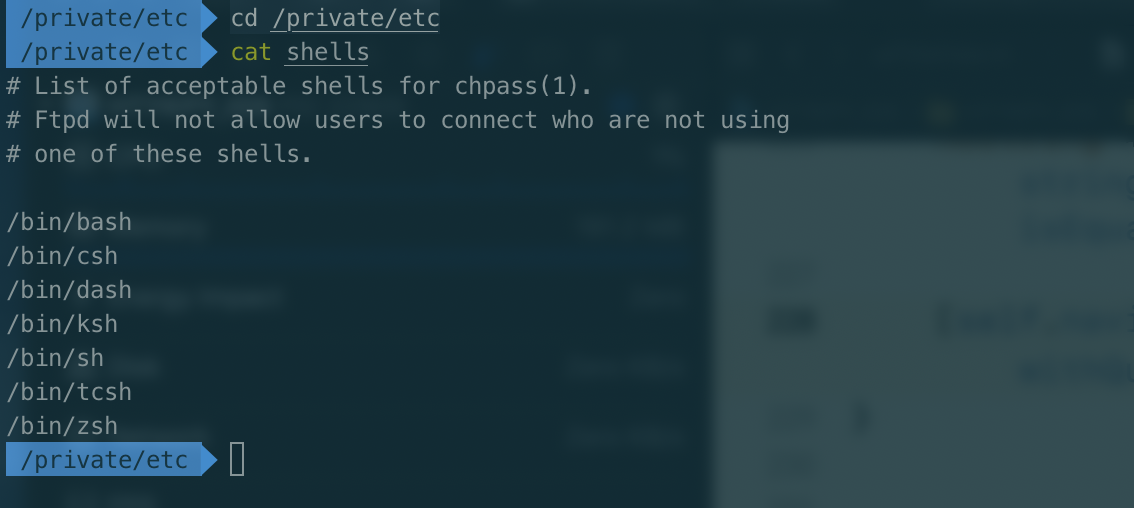 /private/etc cd /private/etc
/private/etc cat shells
# List of acceptable shells for chpass(1).
# Ftpd will not allow users to connect who are not using
# one of these shells.
/bin/bash
/bin/csh
/bin/dash
/bin/ksh
/bin/sh
/bin/tcsh
/bin/zsh
/private/etc